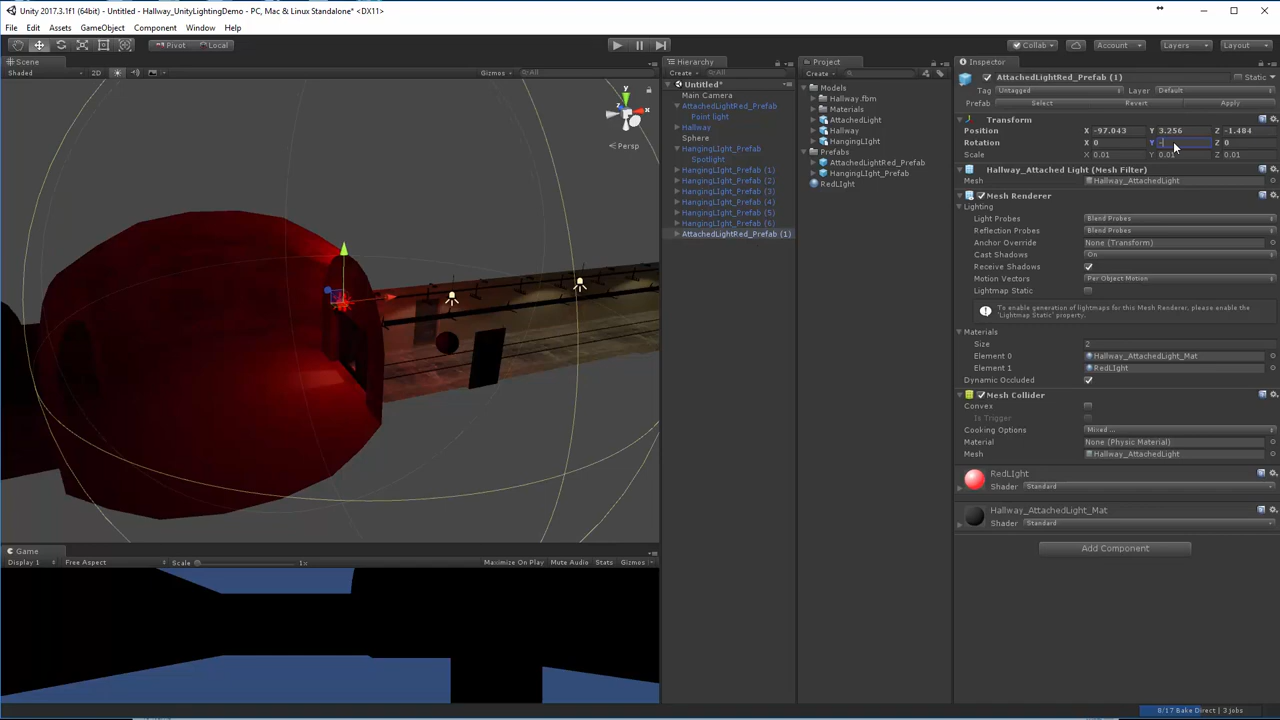 Unity 2017.3.1f1 (64bit) - Untitled - Hallway_UnityLightingDemo - PC, Mac & Linux Standalone* <DX11>
File Edit Assets GameObject Component Window Help
Pivot Local Collab Account Layers Layout
Scene
Shaded 2D Gizmos All
y x z
Persp
Hierarchy
Create All
Untitled*
Main Camera
AttachedLightRed_Prefab
Point light
Hallway
Sphere
HangingLIght_Prefab
Spotlight
HangingLIght_Prefab (1)
HangingLIght_Prefab (2)
HangingLIght_Prefab (3)
HangingLIght_Prefab (4)
HangingLIght_Prefab (5)
HangingLIght_Prefab (6)
AttachedLightRed_Prefab (1)
Project
Create
Models
Hallway.fbm
Materials
AttachedLight
Hallway
HangingLIght
Prefabs
AttachedLightRed_Prefab
HangingLIght_Prefab
RedLIght
Inspector
AttachedLightRed_Prefab (1) Static
Tag Untagged Layer Default
Prefab Select Revert Apply
Transform
Position X -97.043 Y 3.256 Z -1.484
Rotation X 0 Y - Z 0
Scale X 0.01 Y 0.01 Z 0.01
Hallway_Attached Light (Mesh Filter)
Mesh Hallway_AttachedLight
Mesh Renderer
Lighting
Light Probes Blend Probes
Reflection Probes Blend Probes
Anchor Override None (Transform)
Cast Shadows On
Receive Shadows
Motion Vectors Per Object Motion
Lightmap Static
To enable generation of lightmaps for this Mesh Renderer, please enable the 'Lightmap Static' property.
Materials
Size 2
Element 0 Hallway_AttachedLight_Mat
Element 1 RedLIght
Dynamic Occluded
Mesh Collider
Convex
Is Trigger
Cooking Options Mixed ...
Material None (Physic Material)
Mesh Hallway_AttachedLight
RedLIght
Shader Standard
Hallway_AttachedLight_Mat
Shader Standard
Add Component
Game
Display 1 Free Aspect Scale 1x Maximize On Play Mute Audio Stats Gizmos
8/17 Bake Direct | 3 jobs